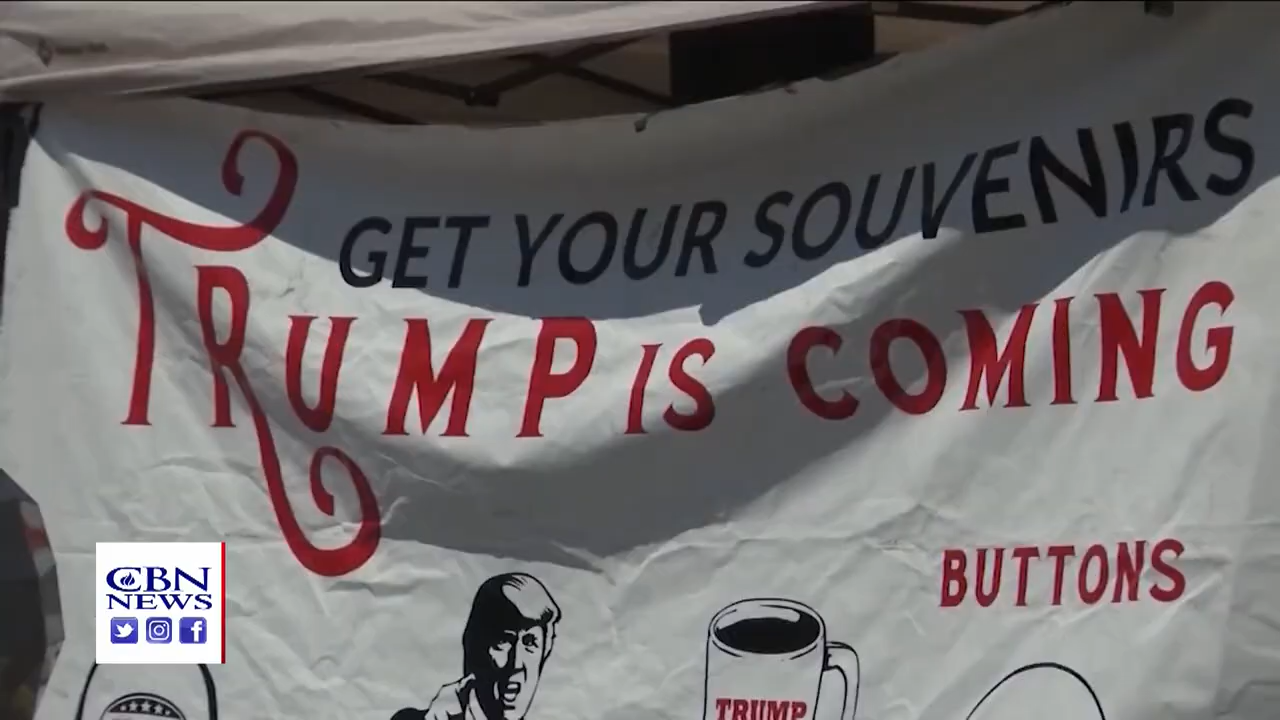 GET YOUR SOUVENIRS
TRUMP IS COMING
BUTTONS
CBN
NEWS
TRUMP